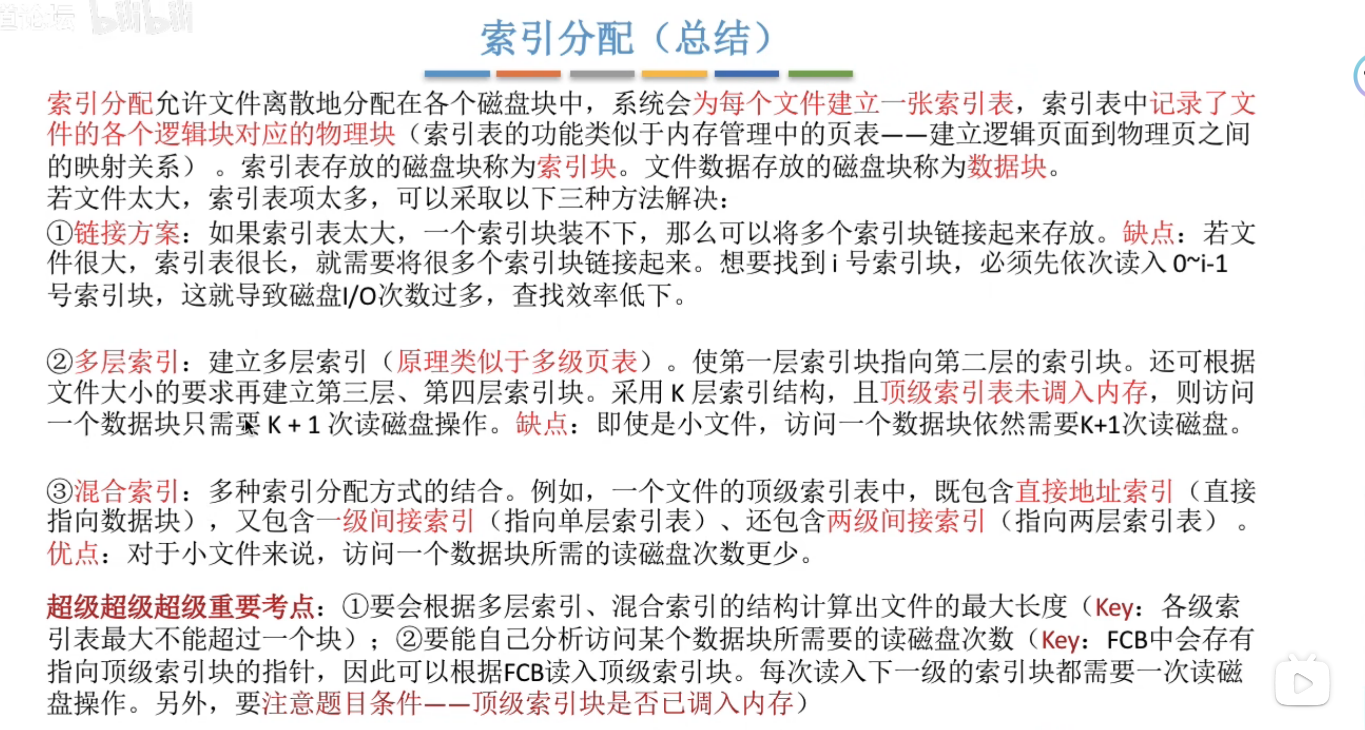 bilibili
索引分配（总结）
索引分配允许文件离散地分配在各个磁盘块中，系统会为每个文件建立一张索引表，索引表中记录了文
件的各个逻辑块对应的物理块（索引表的功能类似于内存管理中的页表——建立逻辑页面到物理页之间
的映射关系）。索引表存放的磁盘块称为索引块。文件数据存放的磁盘块称为数据块。
若文件太大，索引表项太多，可以采取以下三种方法解决：
①链接方案：如果索引表太大，一个索引块装不下，那么可以将多个索引块链接起来存放。缺点：若文
件很大，索引表很长，就需要将很多个索引块链接起来。想要找到 i 号索引块，必须先依次读入 0~i-1
号索引块，这就导致磁盘I/O次数过多，查找效率低下。
②多层索引：建立多层索引（原理类似于多级页表）。使第一层索引块指向第二层的索引块。还可根据
文件大小的要求再建立第三层、第四层索引块。采用 K 层索引结构，且顶级索引表未调入内存，则访问
一个数据块只需要 K + 1 次读磁盘操作。缺点：即使是小文件，访问一个数据块依然需要K+1次读磁盘。
③混合索引：多种索引分配方式的结合。例如，一个文件的顶级索引表中，既包含直接地址索引（直接
指向数据块），又包含一级间接索引（指向单层索引表）、还包含两级间接索引（指向两层索引表）。
优点：对于小文件来说，访问一个数据块所需的读磁盘次数更少。
超级超级超级重要考点：①要会根据多层索引、混合索引的结构计算出文件的最大长度（Key：各级索
引表最大不能超过一个块）；②要能自己分析访问某个数据块所需要的读磁盘次数（Key：FCB中会存有
指向顶级索引块的指针，因此可以根据FCB读入顶级索引块。每次读入下一级的索引块都需要一次读磁
盘操作。另外，要注意题目条件——顶级索引块是否已调入内存）